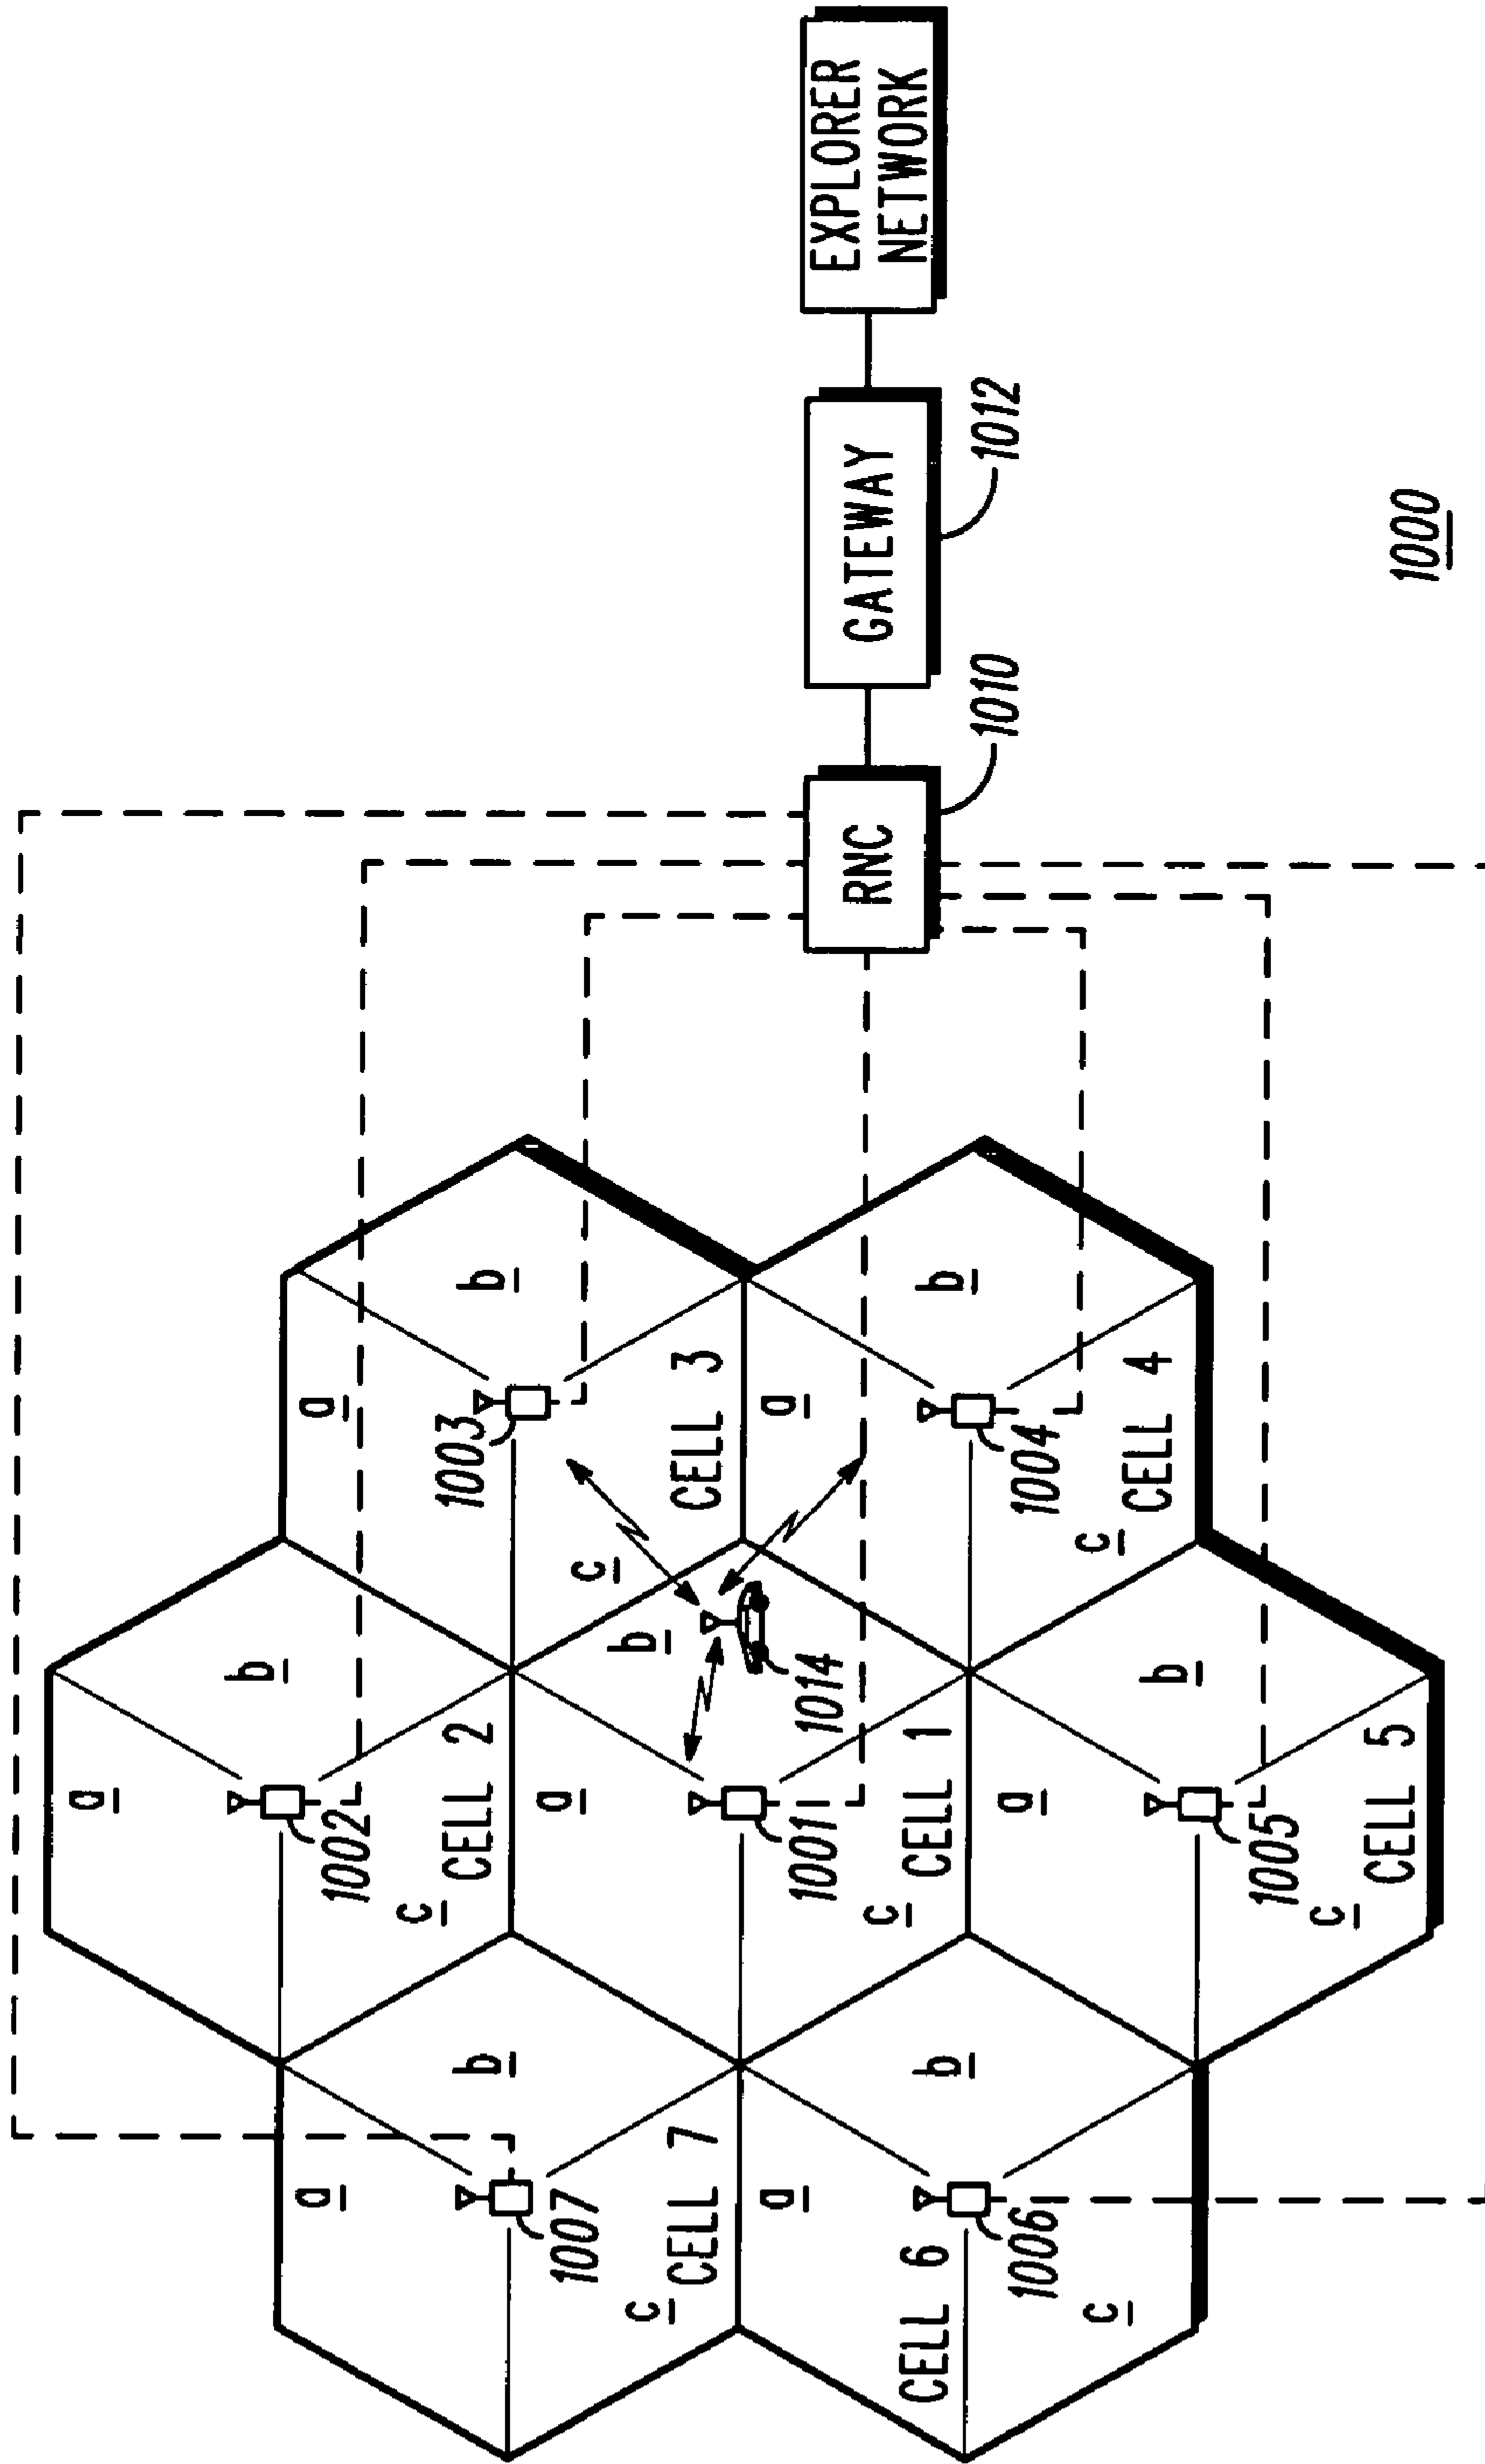 a
1002
b
c
CELL 2
a
1007
b
c
CELL 7
a
1003
b
c
CELL 3
a
1001
b
c
CELL 1
1014
a
1006
b
c
CELL 6
a
1004
b
c
CELL 4
a
1005
b
c
CELL 5
RNC
1010
GATEWAY
1012
EXPLORER
NETWORK
1000